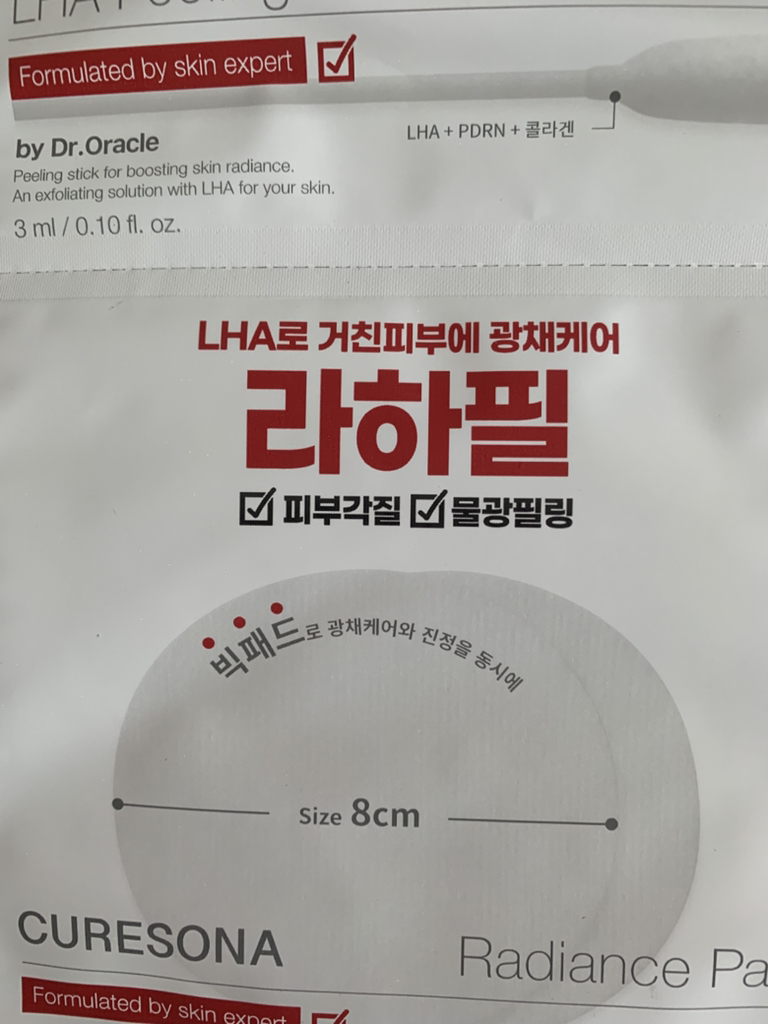 LHA Peeling
Formulated by skin expert
LHA + PDRN + 콜라겐
by Dr.Oracle
Peeling stick for boosting skin radiance.
An exfoliating solution with LHA for your skin.
3 ml / 0.10 fl. oz.
LHA로 거친피부에 광채케어
라하필
피부각질 물광필링
빅패드로 광채케어와 진정을 동시에
Size 8cm
CURESONA
Radiance Pa
Formulated by skin expert